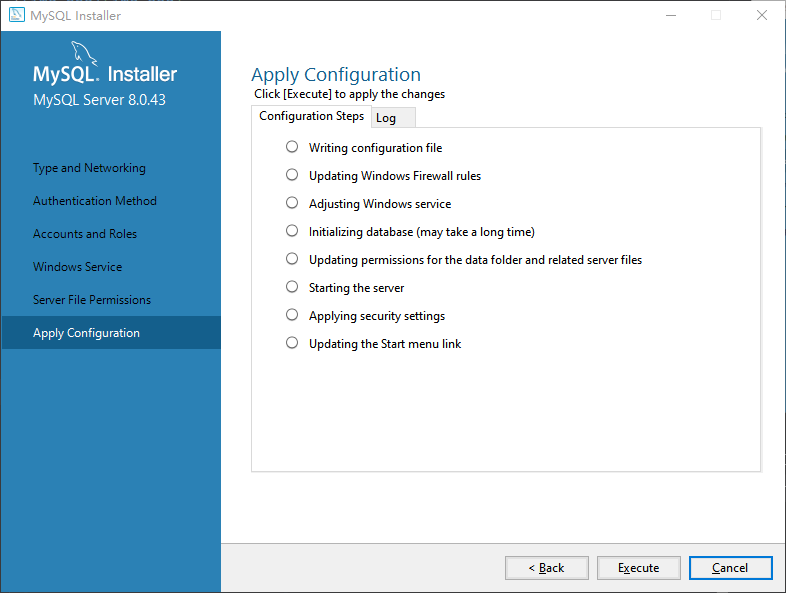 MySQL Installer
MySQL. Installer
MySQL Server 8.0.43
Type and Networking
Authentication Method
Accounts and Roles
Windows Service
Server File Permissions
Apply Configuration
Apply Configuration
Click [Execute] to apply the changes
Configuration Steps Log
Writing configuration file
Updating Windows Firewall rules
Adjusting Windows service
Initializing database (may take a long time)
Updating permissions for the data folder and related server files
Starting the server
Applying security settings
Updating the Start menu link
< Back Execute Cancel